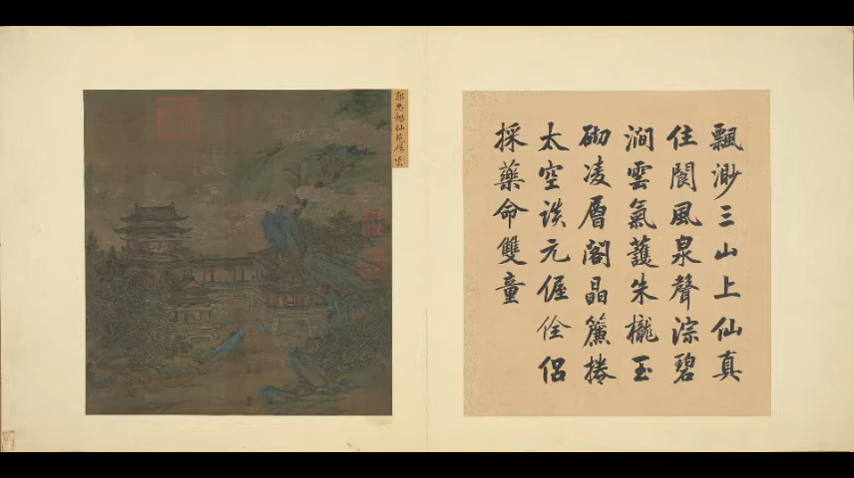 飄渺三山上仙真
住閬風泉聲淙碧
澗雲氣護朱櫳玉
砌凌層閣晶簾捲
太空談元偓佺侶
採藥命雙童